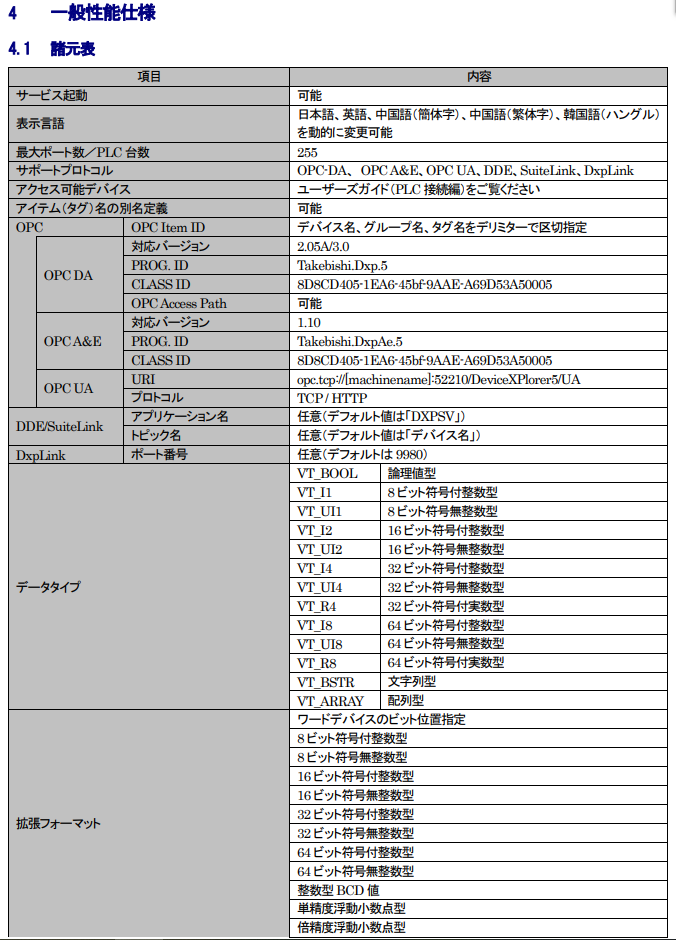 4 一般性能仕様
4.1 諸元表
項目 内容
サービス起動 可能
表示言語 日本語、英語、中国語（簡体字）、中国語（繁体字）、韓国語（ハングル）
を動的に変更可能
最大ポート数／PLC 台数 255
サポートプロトコル OPC-DA、 OPC A&E、OPC UA、DDE、SuiteLink、DxpLink
アクセス可能デバイス ユーザーズガイド（PLC 接続編）をご覧ください
アイテム（タグ）名の別名定義 可能
OPC OPC Item ID デバイス名、グループ名、タグ名をデリミターで区切指定
OPC DA 対応バージョン 2.05A/3.0
PROG. ID Takebishi.Dxp.5
CLASS ID 8D8CD405-1EA6-45bf-9AAE-A69D53A50005
OPC Access Path 可能
OPC A&E 対応バージョン 1.10
PROG. ID Takebishi.DxpAe.5
CLASS ID 8D8CD405-1EA6-45bf-9AAE-A69D53A50005
OPC UA URI opc.tcp://[machinename]:52210/DeviceXPlorer5/UA
プロトコル TCP / HTTP
DDE/SuiteLink アプリケーション名 任意（デフォルト値は「DXPSV」）
トピック名 任意（デフォルト値は「デバイス名」）
DxpLink ポート番号 任意（デフォルトは 9980）
データタイプ VT_BOOL 論理値型
VT_I1 8 ビット符号付整数型
VT_UI1 8 ビット符号無整数型
VT_I2 16 ビット符号付整数型
VT_UI2 16 ビット符号無整数型
VT_I4 32 ビット符号付整数型
VT_UI4 32 ビット符号無整数型
VT_R4 32 ビット符号付実数型
VT_I8 64 ビット符号付整数型
VT_UI8 64 ビット符号無整数型
VT_R8 64 ビット符号付実数型
VT_BSTR 文字列型
VT_ARRAY 配列型
拡張フォーマット ワードデバイスのビット位置指定
8 ビット符号付整数型
8 ビット符号無整数型
16 ビット符号付整数型
16 ビット符号無整数型
32 ビット符号付整数型
32 ビット符号無整数型
64 ビット符号付整数型
64 ビット符号無整数型
整数型 BCD 値
単精度浮動小数点型
倍精度浮動小数点型